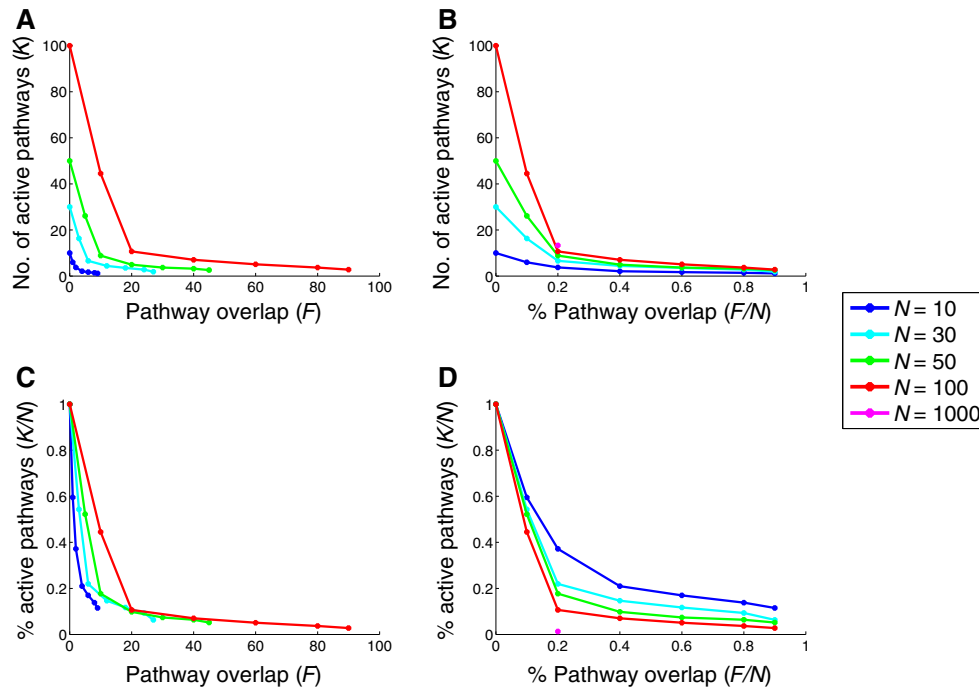 A
No. of active pathways (K)
100
80
60
40
20
0
0 20 40 60 80 100
Pathway overlap (F)
B
No. of active pathways (K)
100
80
60
40
20
0
0 0.2 0.4 0.6 0.8 1
% Pathway overlap (F/N)
C
% active pathways (K/N)
1
0.8
0.6
0.4
0.2
0
0 20 40 60 80 100
Pathway overlap (F)
D
% active pathways (K/N)
1
0.8
0.6
0.4
0.2
0
0 0.2 0.4 0.6 0.8 1
% Pathway overlap (F/N)
N = 10
N = 30
N = 50
N = 100
N = 1000